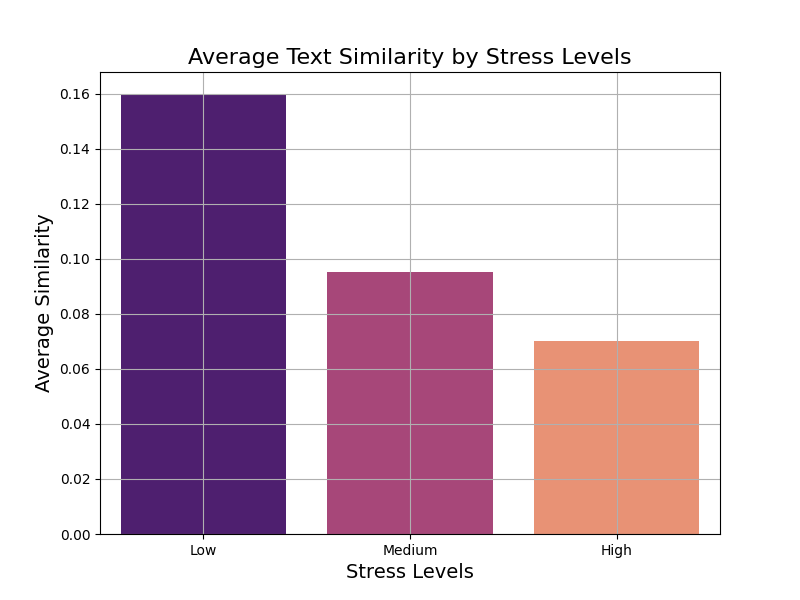 Average Text Similarity by Stress Levels
Average Similarity
0.16
0.14
0.12
0.10
0.08
0.06
0.04
0.02
0.00
Low Medium High
Stress Levels